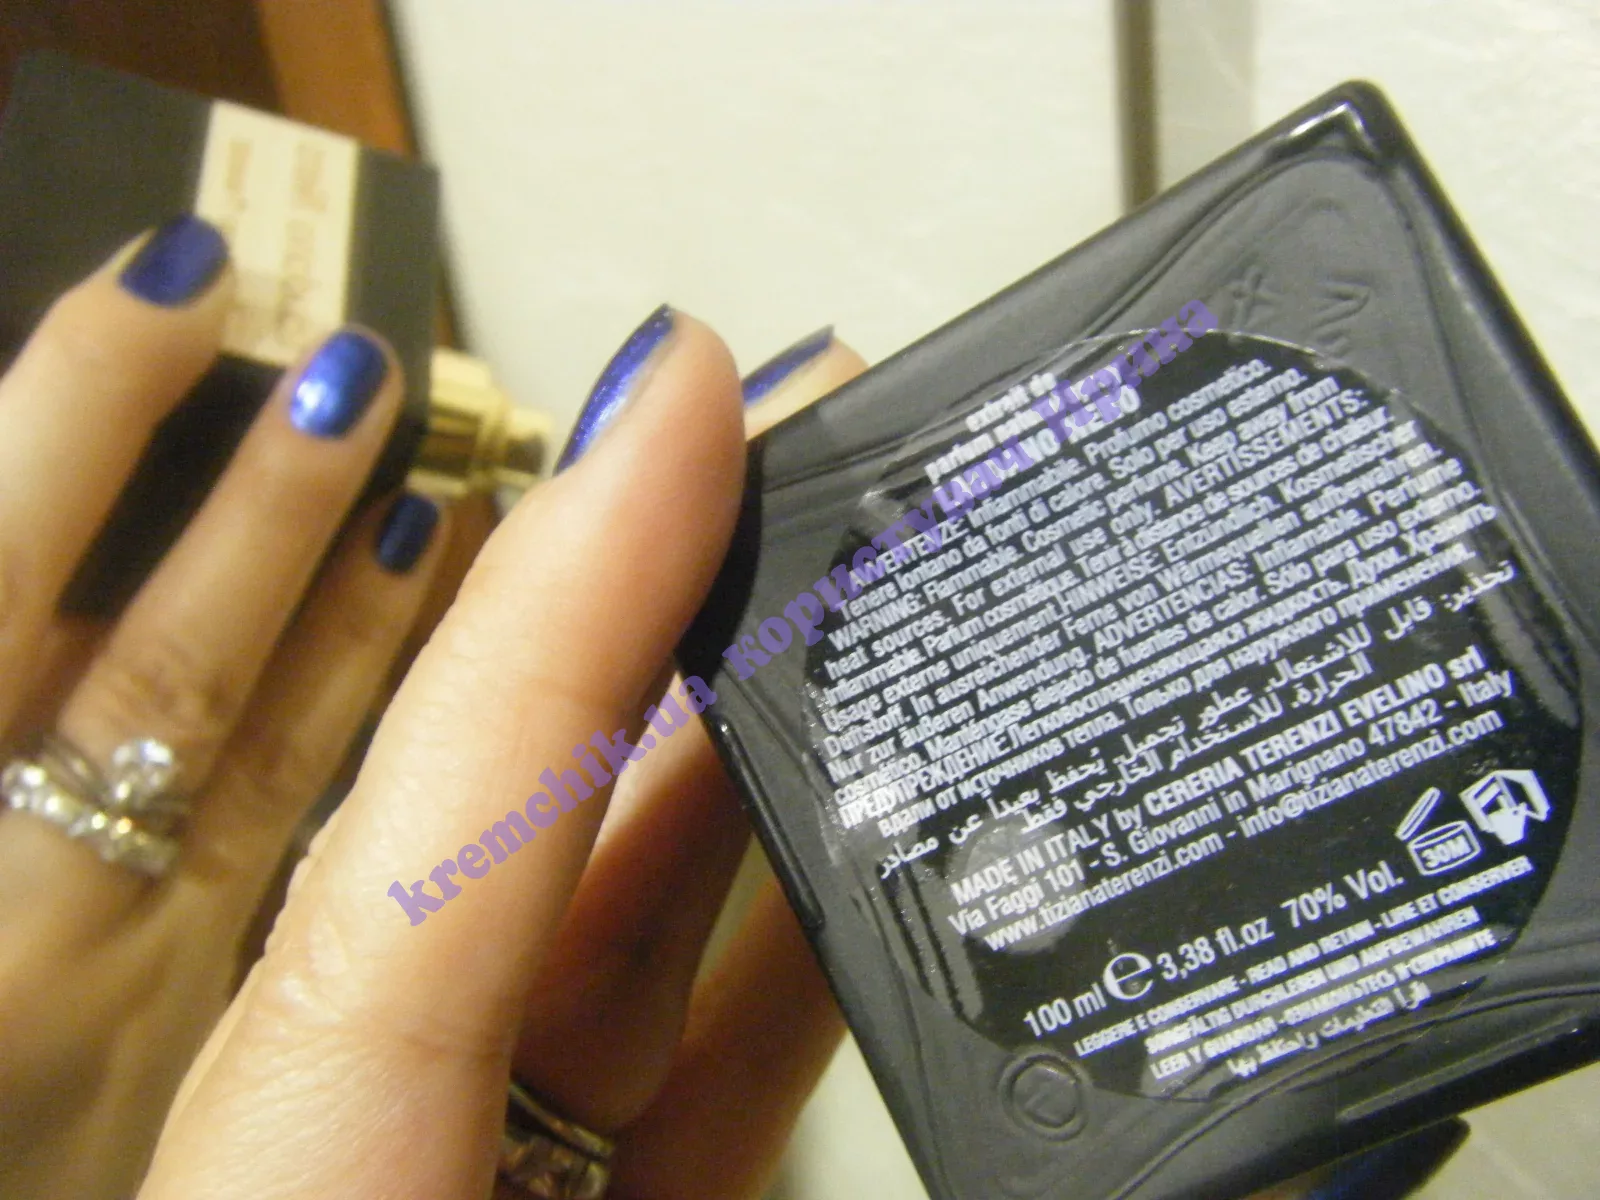 extrait de
parfum
LAUDANO NERO
AVVERTENZE: Infiammabile. Profumo cosmetico.
Tenere lontano da fonti di calore. Solo per uso esterno.
WARNING: Flammable. Cosmetic perfume. Keep away from
heat sources. For external use only. AVERTISSEMENTS:
Inflammable. Parfum cosmétique. Tenir à distance de sources de chaleur.
Usage externe uniquement. HINWEISE: Entzündlich. Kosmetischer
Duftstoff. In ausreichender Ferne von Wärmequellen aufbewahren.
Nur zur äußeren Anwendung. ADVERTENCIAS: Inflamable. Perfume
cosmético. Manténgase alejado de fuentes de calor. Sólo para uso externo.
ПРЕДУПРЕЖДЕНИЕ Легковоспламеняющаяся жидкость. Духи. Хранить
вдали от источников тепла. Только для наружного применения.
تحذير: قابل للاشتعال. عطور تجميل. يُحفظ بعيداً عن مصادر
الحرارة. للاستخدام الخارجي فقط
MADE IN ITALY by CERERIA TERENZI EVELINO srl
Via Faggi 101 - S. Giovanni in Marignano 47842 - Italy
www.tizianaterenzi.com - info@tizianaterenzi.com
30M
100 ml e 3,38 fl.oz 70% Vol.
LEGGERE E CONSERVARE - READ AND RETAIN - LIRE ET CONSERVER
SORGFÄLTIG DURCHLESEN UND AUFBEWAHREN
LEER Y GUARDAR - ОЗНАКОМЬТЕСЬ И СОХРАНИТЕ
kremchik.ua користувач Ірина